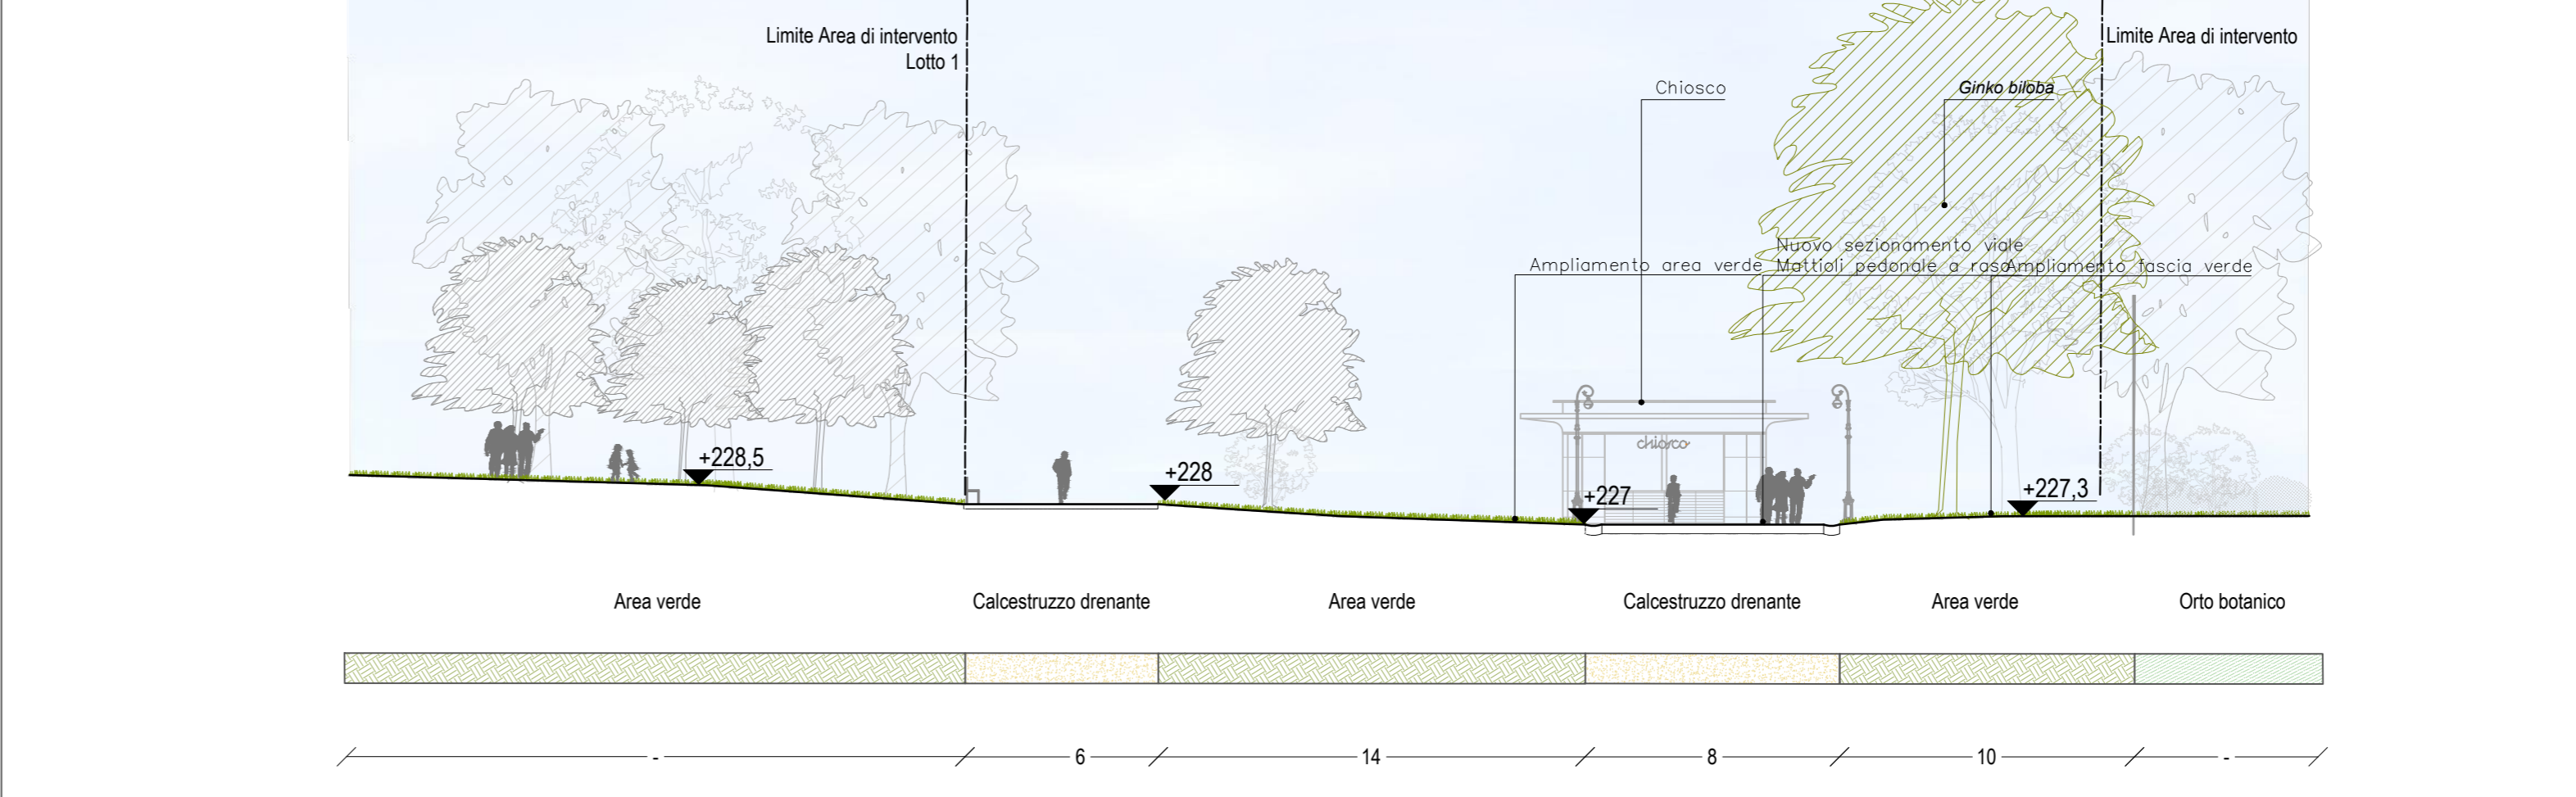 Limite Area di intervento
Lotto 1
Limite Area di intervento
Chiosco
Ginko biloba
Nuovo sezionamento viale
Ampliamento area verde
Mattioli pedonale a raso
Ampliamento fascia verde
chiosco
+228,5
+228
+227
+227,3
Area verde
Calcestruzzo drenante
Area verde
Calcestruzzo drenante
Area verde
Orto botanico
-
6
14
8
10
-